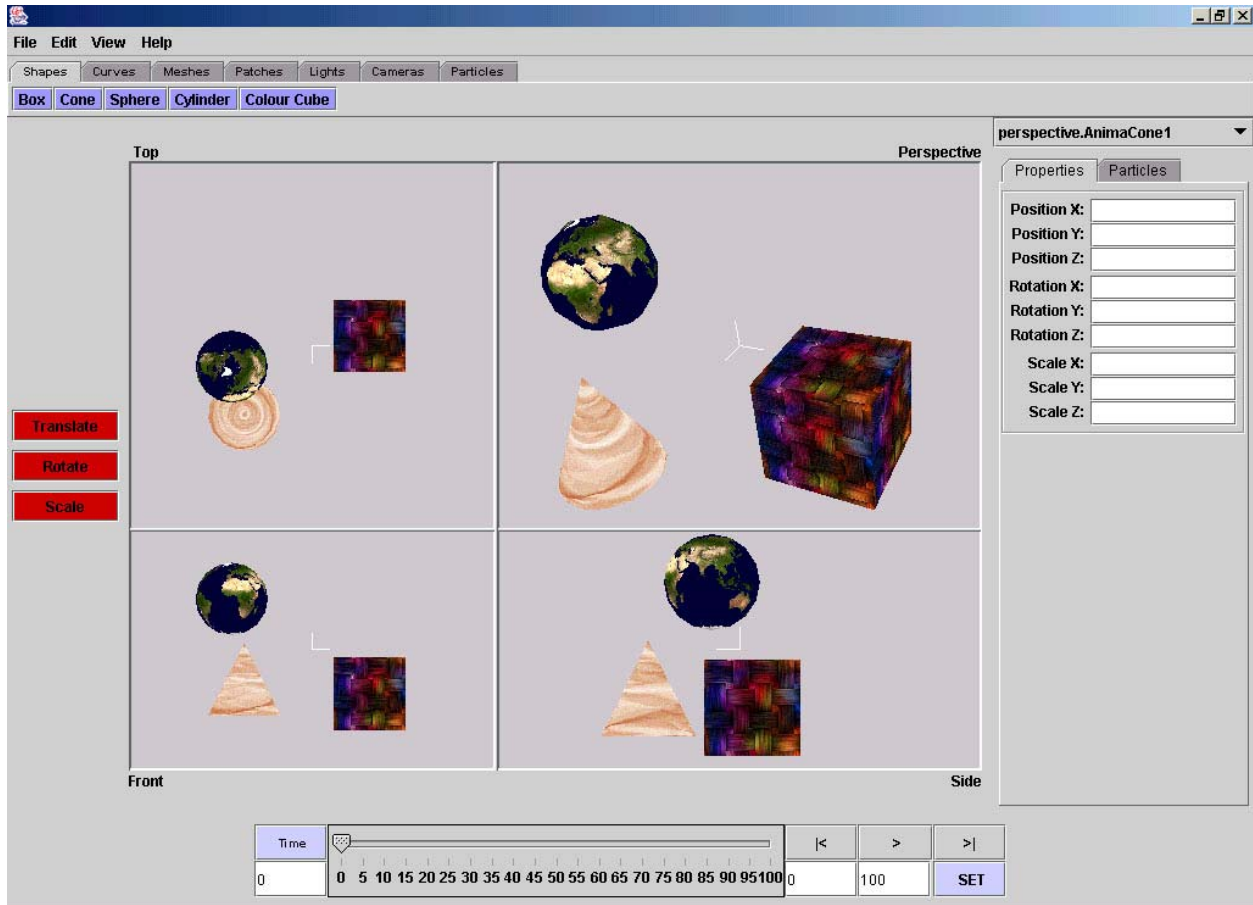 File Edit View Help
Shapes Curves Meshes Patches Lights Cameras Particles
Box Cone Sphere Cylinder Colour Cube
perspective.AnimaCone1
Top Perspective
Properties Particles
Position X:
Position Y:
Position Z:
Rotation X:
Rotation Y:
Rotation Z:
Scale X:
Scale Y:
Scale Z:
Translate
Rotate
Scale
Front Side
Time |< > >|
0 0 5 10 15 20 25 30 35 40 45 50 55 60 65 70 75 80 85 90 95100 0 100 SET